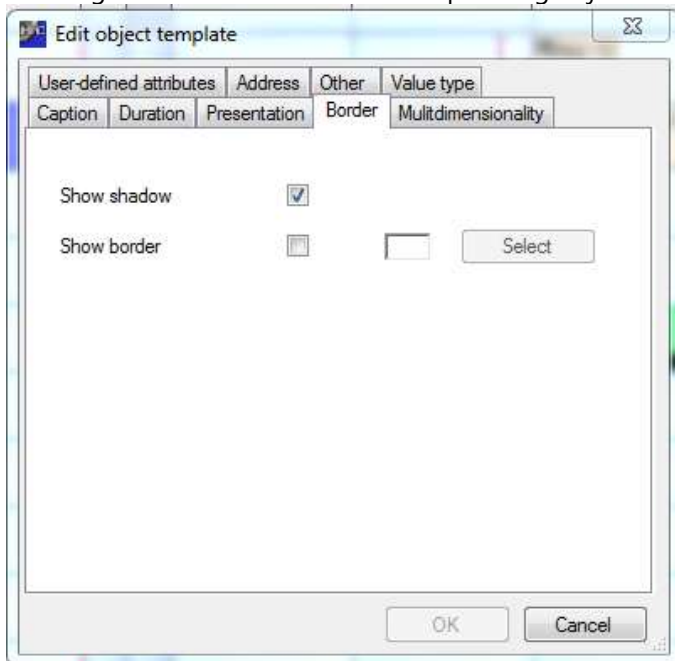 Edit object template
User-defined attributes Address Other Value type
Caption Duration Presentation Border Mulitdimensionality
Show shadow
Show border Select
OK Cancel